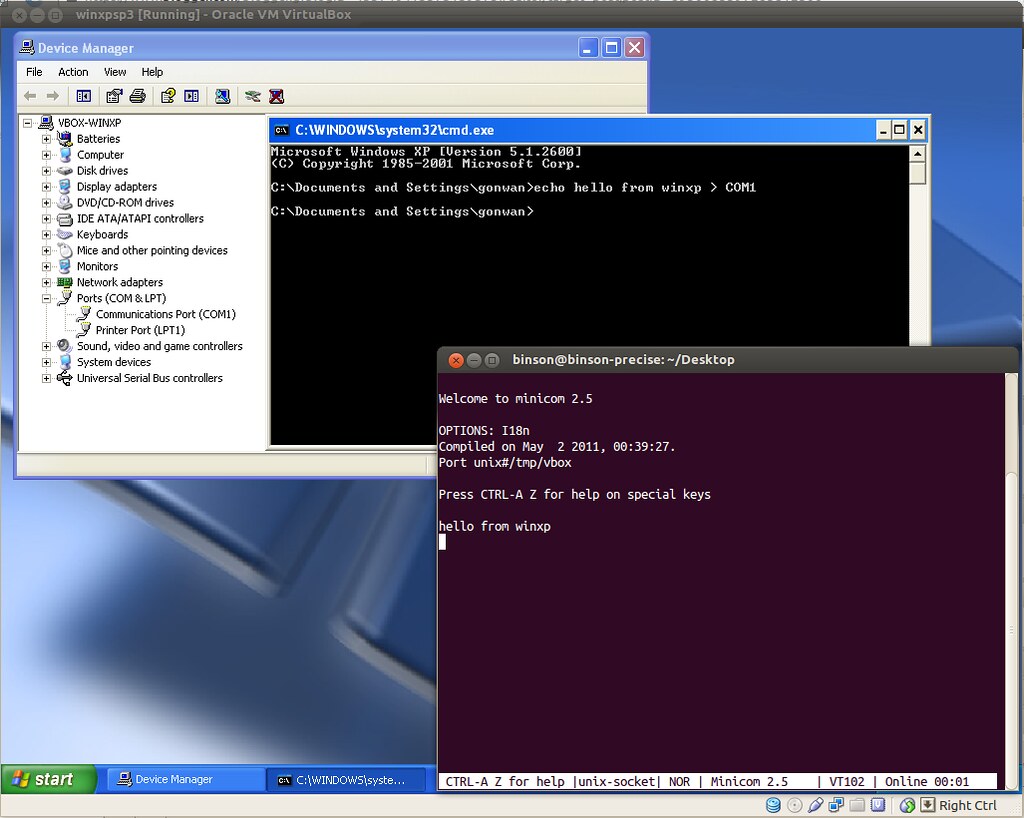 winxpsp3 [Running] - Oracle VM VirtualBox
Device Manager
File Action View Help
VBOX-WINXP
Batteries
Computer
Disk drives
Display adapters
DVD/CD-ROM drives
IDE ATA/ATAPI controllers
Keyboards
Mice and other pointing devices
Monitors
Network adapters
Ports (COM & LPT)
Communications Port (COM1)
Printer Port (LPT1)
Sound, video and game controllers
System devices
Universal Serial Bus controllers
C:\WINDOWS\system32\cmd.exe
Microsoft Windows XP [Version 5.1.2600]
(C) Copyright 1985-2001 Microsoft Corp.
C:\Documents and Settings\gonwan>echo hello from winxp > COM1
C:\Documents and Settings\gonwan>
binson@binson-precise: ~/Desktop
Welcome to minicom 2.5
OPTIONS: I18n
Compiled on May  2 2011, 00:39:27.
Port unix#/tmp/vbox
Press CTRL-A Z for help on special keys
hello from winxp
CTRL-A Z for help |unix-socket| NOR | Minicom 2.5    | VT102 | Online 00:01
start
Device Manager
C:\WINDOWS\syste...
Right Ctrl